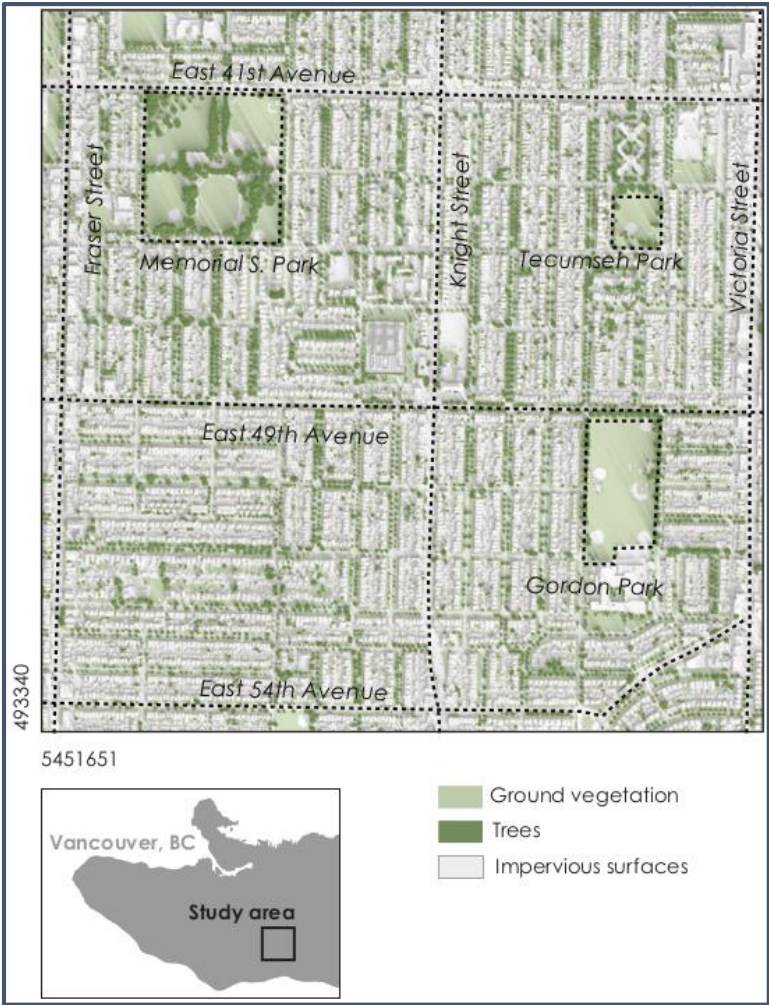 East 41st Avenue
Fraser Street
Knight Street
Victoria Street
Memorial S. Park
Tecumseh Park
East 49th Avenue
Gordon Park
East 54th Avenue
493340
5451651
Vancouver, BC
Study area
Ground vegetation
Trees
Impervious surfaces